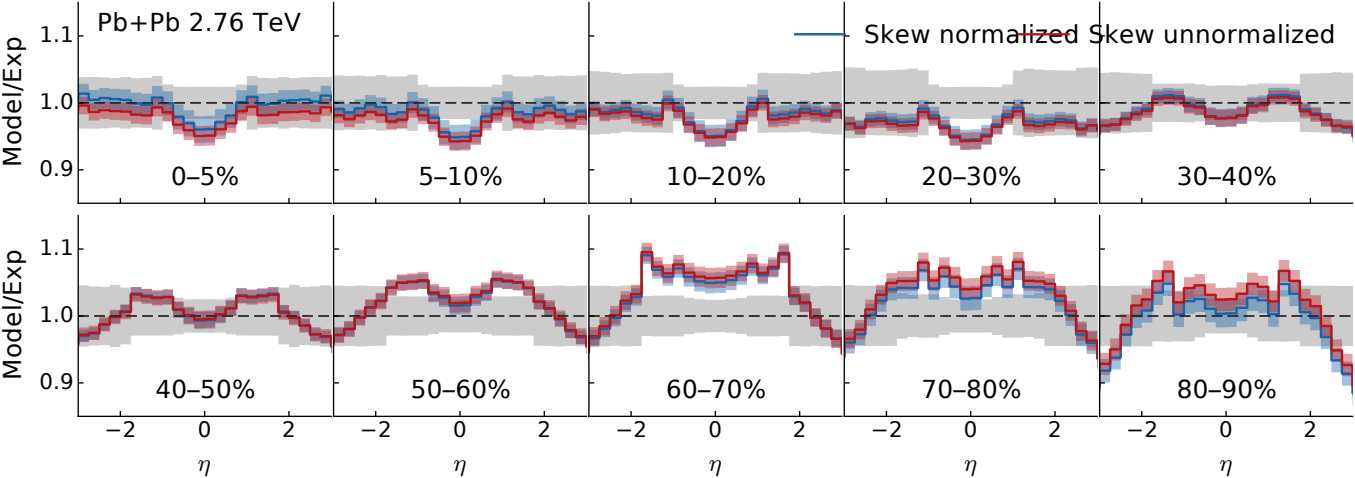 Pb+Pb 2.76 TeV
Skew normalized Skew unnormalized
Model/Exp
1.1
1.0
0.9
0–5% 5–10% 10–20% 20–30% 30–40%
Model/Exp
1.1
1.0
0.9
40–50% 50–60% 60–70% 70–80% 80–90%
−2 0 2 −2 0 2 −2 0 2 −2 0 2 −2 0 2
η η η η η